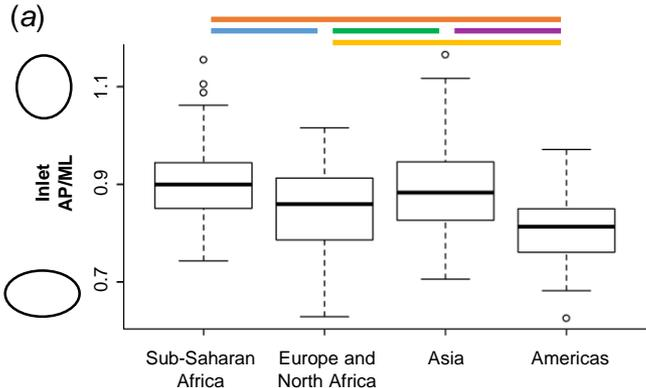 (a)
1.1
0.9
0.7
Inlet
AP/ML
Sub-Saharan
Africa
Europe and
North Africa
Asia
Americas